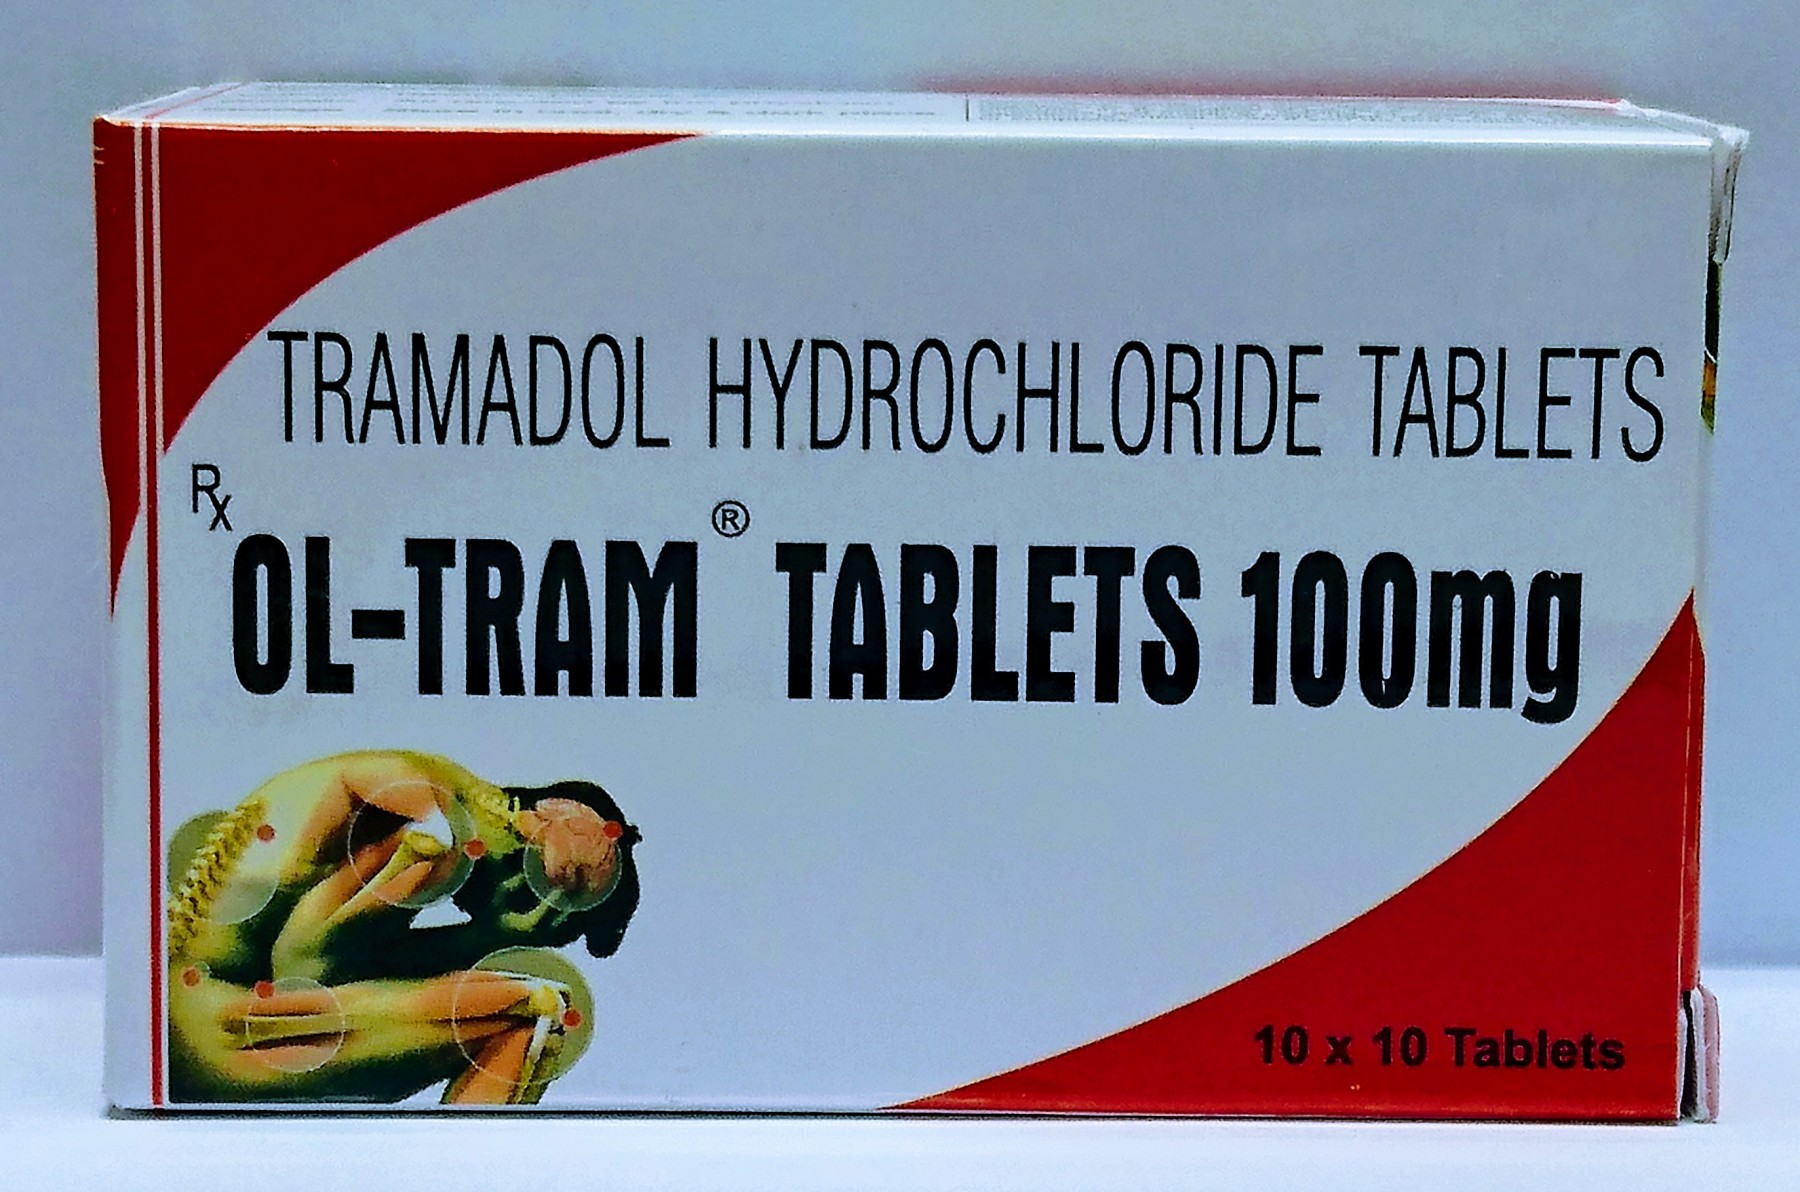 TRAMADOL HYDROCHLORIDE TABLETS
Rx
OL-TRAM® TABLETS 100mg
10 x 10 Tablets